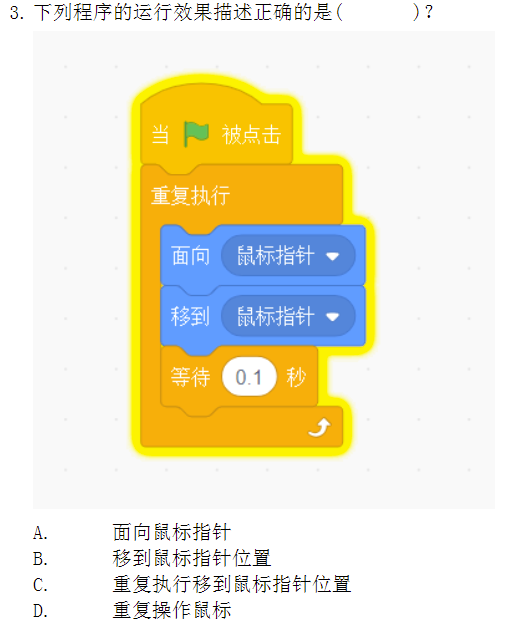 3. 下列程序的运行效果描述正确的是(      )?
当 被点击
重复执行
面向 鼠标指针
移到 鼠标指针
等待 0.1 秒
A. 面向鼠标指针
B. 移到鼠标指针位置
C. 重复执行移到鼠标指针位置
D. 重复操作鼠标